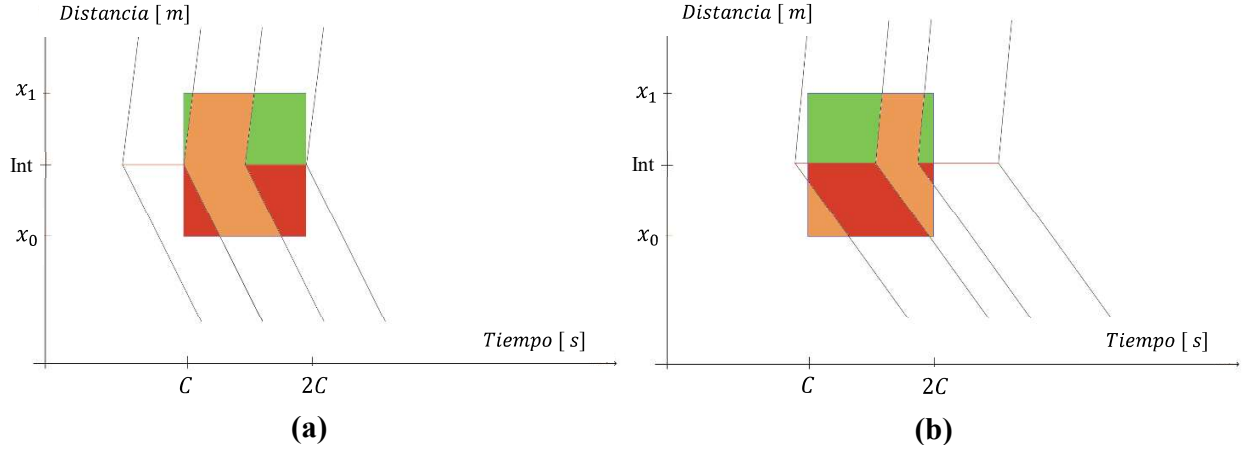 Distancia [ m]
x₁
Int
x₀
Tiempo [ s]
C
2C
(a)
Distancia [ m]
x₁
Int
x₀
Tiempo [ s]
C
2C
(b)